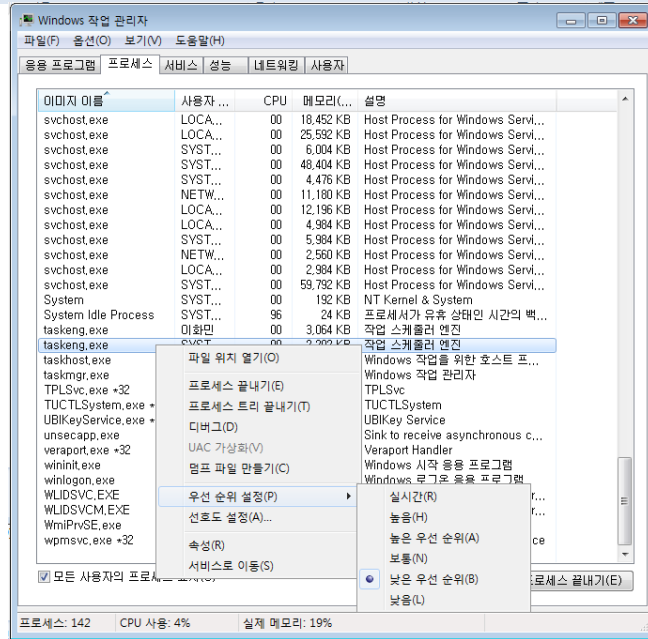 Windows 작업 관리자
파일(F) 옵션(O) 보기(V) 도움말(H)
응용 프로그램 프로세스 서비스 성능 네트워킹 사용자
이미지 이름 사용자 ... CPU 메모리(... 설명
svchost.exe LOCA... 00 18,452 KB Host Process for Windows Servi...
svchost.exe LOCA... 00 25,592 KB Host Process for Windows Servi...
svchost.exe SYST... 00 6,004 KB Host Process for Windows Servi...
svchost.exe SYST... 00 48,404 KB Host Process for Windows Servi...
svchost.exe SYST... 00 4,476 KB Host Process for Windows Servi...
svchost.exe NETW... 00 11,180 KB Host Process for Windows Servi...
svchost.exe LOCA... 00 12,196 KB Host Process for Windows Servi...
svchost.exe LOCA... 00 4,984 KB Host Process for Windows Servi...
svchost.exe SYST... 00 5,984 KB Host Process for Windows Servi...
svchost.exe NETW... 00 2,560 KB Host Process for Windows Servi...
svchost.exe LOCA... 00 2,984 KB Host Process for Windows Servi...
svchost.exe SYST... 00 59,792 KB Host Process for Windows Servi...
System SYST... 00 192 KB NT Kernel & System
System Idle Process SYST... 96 24 KB 프로세서가 유휴 상태인 시간의 백...
taskeng.exe 이화민 00 3,064 KB 작업 스케줄러 엔진
taskeng.exe SYST... 00 KB 작업 스케줄러 엔진
taskhost.exe Windows 작업을 위한 호스트 프...
taskmgr.exe Windows 작업 관리자
TPLSvc.exe *32 TPLSvc
TUCTLSystem.exe * TUCTLSystem
UBIKeyService.exe * UBIKey Service
unsecapp.exe Sink to receive asynchronous c...
veraport.exe *32 Veraport Handler
wininit.exe Windows 시작 응용 프로그램
winlogon.exe Windows 로그온 응용 프로그램
WLIDSVC.EXE r...
WLIDSVCM.EXE r...
WmiPrvSE.exe
wpmsvc.exe *32 ce
파일 위치 열기(O)
프로세스 끝내기(E)
프로세스 트리 끝내기(T)
디버그(D)
UAC 가상화(V)
덤프 파일 만들기(C)
우선 순위 설정(P)
선호도 설정(A)...
속성(R)
서비스로 이동(S)
실시간(R)
높음(H)
높은 우선 순위(A)
보통(N)
낮은 우선 순위(B)
낮음(L)
모든 사용자의 프로세스 프로세스 끝내기(E)
프로세스: 142 CPU 사용: 4% 실제 메모리: 19%